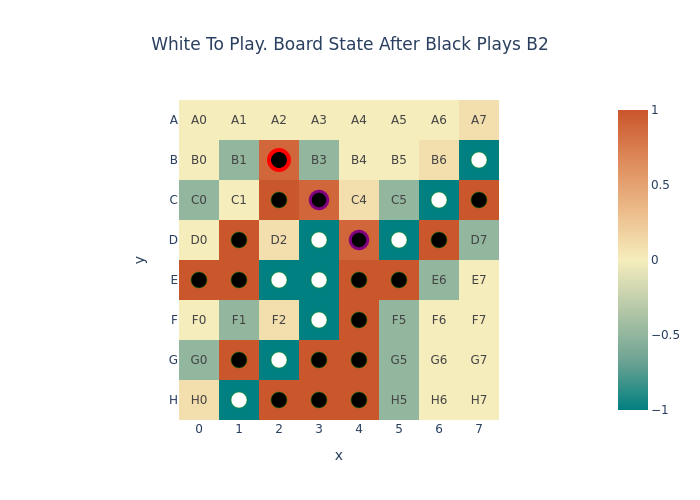 White To Play. Board State After Black Plays B2
A A0 A1 A2 A3 A4 A5 A6 A7
B B0 B1 B3 B4 B5 B6
C C0 C1 C4 C5
D D0 D2 D7
E E6 E7
F F0 F1 F2 F5 F6 F7
G G0 G5 G6 G7
H H0 H5 H6 H7
0 1 2 3 4 5 6 7
x
y
1
0.5
0
−0.5
−1